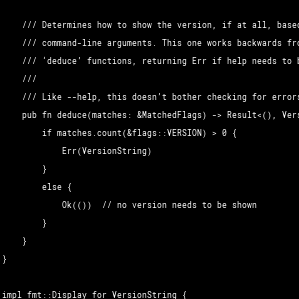 /// Determines how to show the version, if at all, based
/// command-line arguments. This one works backwards
/// 'deduce' functions, returning Err if help needs to
///
/// Like --help, this doesn't bother checking for errors
pub fn deduce(matches: &MatchedFlags) -> Result<(),
if matches.count(&flags::VERSION) > 0 {
Err(VersionString)
}
else {
Ok(())  // no version needs to be shown
}
}
}
impl fmt::Display for VersionString {